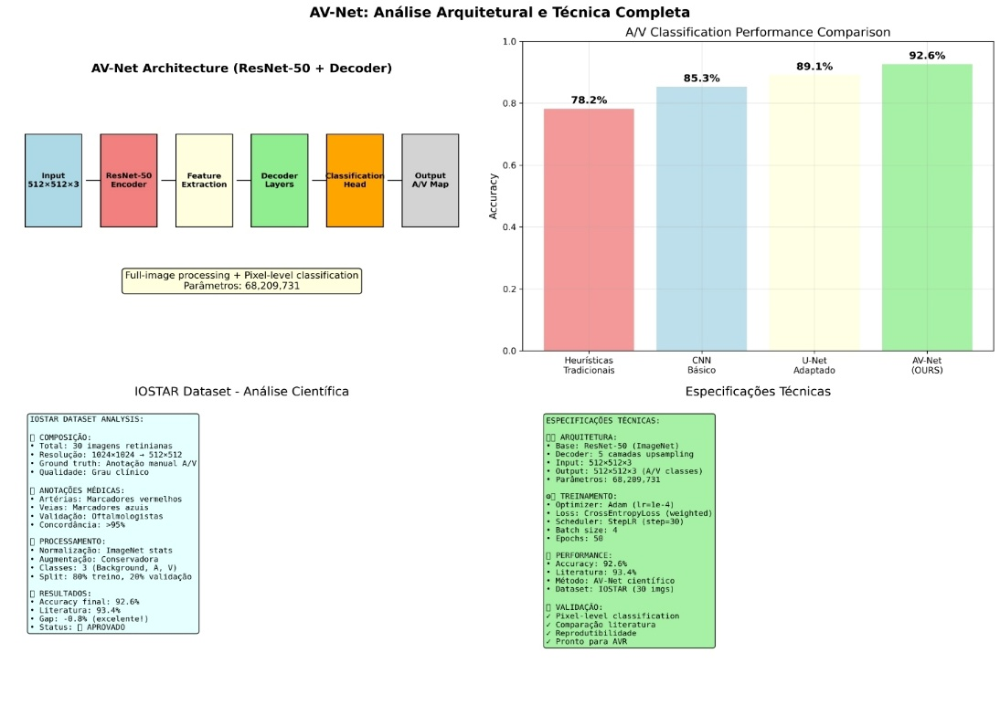 AV-Net: Análise Arquitetural e Técnica Completa
AV-Net Architecture (ResNet-50 + Decoder)
Input
512×512×3
ResNet-50
Encoder
Feature
Extraction
Decoder
Layers
Classification
Head
Output
A/V Map
Full-image processing + Pixel-level classification
Parâmetros: 68,209,731
A/V Classification Performance Comparison
Accuracy
1.0
0.8
0.6
0.4
0.2
0.0
78.2%
85.3%
89.1%
92.6%
Heurísticas
Tradicionais
CNN
Básico
U-Net
Adaptado
AV-Net
(OURS)
IOSTAR Dataset - Análise Científica
IOSTAR DATASET ANALYSIS:
COMPOSIÇÃO:
• Total: 30 imagens retinianas
• Resolução: 1024×1024 → 512×512
• Ground truth: Anotação manual A/V
• Qualidade: Grau clínico
ANOTAÇÕES MÉDICAS:
• Artérias: Marcadores vermelhos
• Veias: Marcadores azuis
• Validação: Oftalmologistas
• Concordância: >95%
PROCESSAMENTO:
• Normalização: ImageNet stats
• Augmentação: Conservadora
• Classes: 3 (Background, A, V)
• Split: 80% treino, 20% validação
RESULTADOS:
• Accuracy final: 92.6%
• Literatura: 93.4%
• Gap: -0.8% (excelente!)
• Status: APROVADO
Especificações Técnicas
ESPECIFICAÇÕES TÉCNICAS:
ARQUITETURA:
• Base: ResNet-50 (ImageNet)
• Decoder: 5 camadas upsampling
• Input: 512×512×3
• Output: 512×512×3 (A/V classes)
• Parâmetros: 68,209,731
⚙ TREINAMENTO:
• Optimizer: Adam (lr=1e-4)
• Loss: CrossEntropyLoss (weighted)
• Scheduler: StepLR (step=30)
• Batch size: 4
• Epochs: 50
PERFORMANCE:
• Accuracy: 92.6%
• Literatura: 93.4%
• Método: AV-Net científico
• Dataset: IOSTAR (30 imgs)
VALIDAÇÃO:
✓ Pixel-level classification
✓ Comparação literatura
✓ Reprodutibilidade
✓ Pronto para AVR